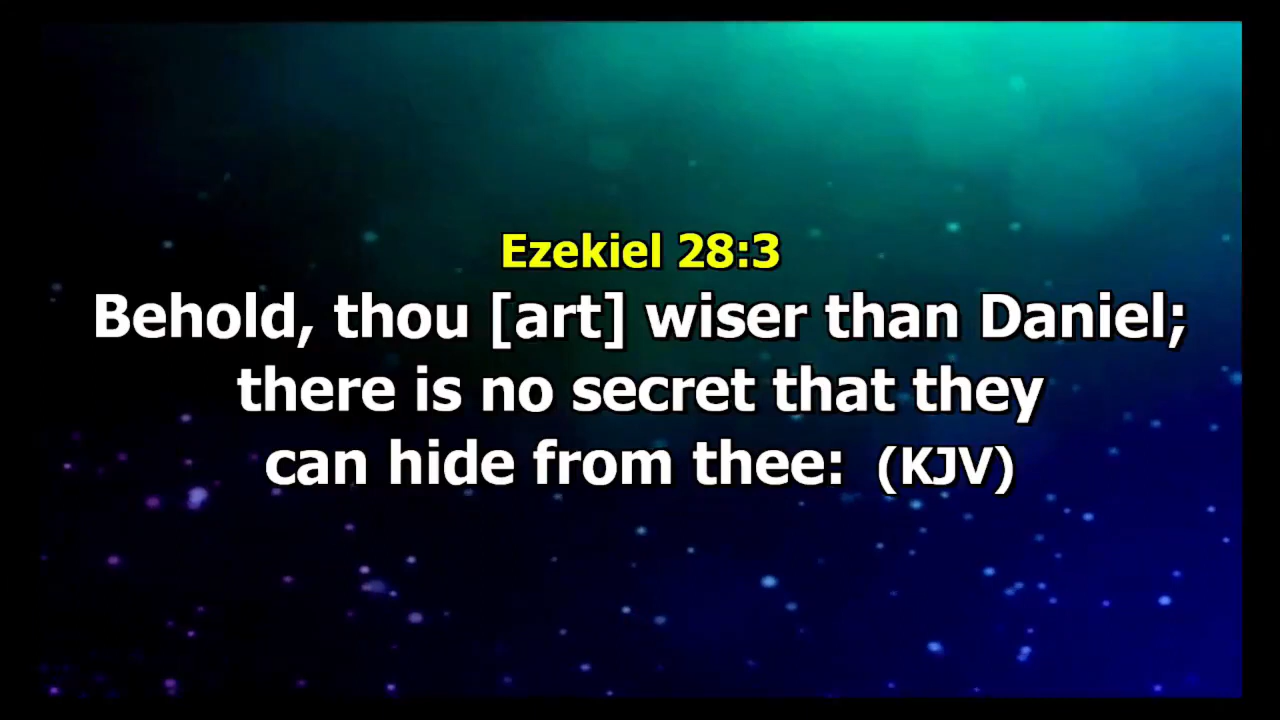 Ezekiel 28:3
Behold, thou [art] wiser than Daniel;
there is no secret that they
can hide from thee: (KJV)